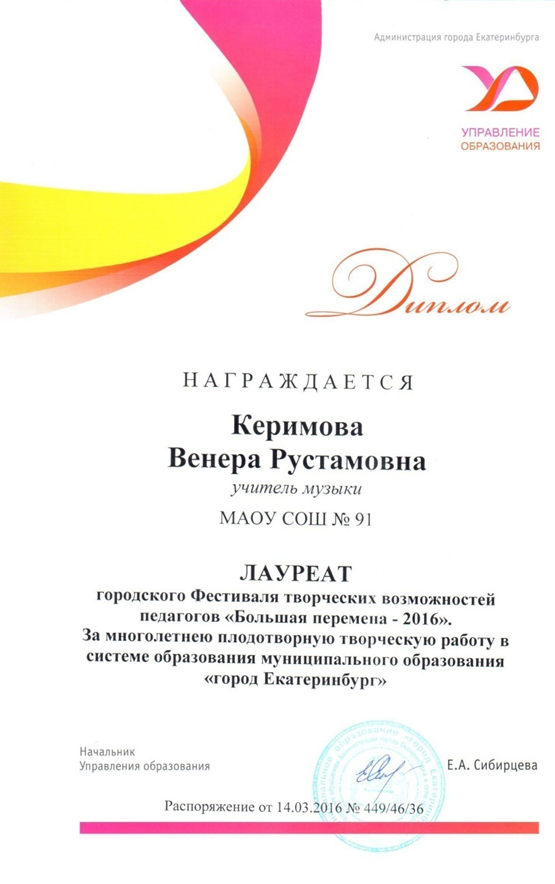 Администрация города Екатеринбурга
УПРАВЛЕНИЕ
ОБРАЗОВАНИЯ
Диплом
НАГРАЖДАЕТСЯ
Керимова
Венера Рустамовна
учитель музыки
МАОУ СОШ № 91
ЛАУРЕАТ
городского Фестиваля творческих возможностей
педагогов «Большая перемена - 2016».
За многолетнею плодотворную творческую работу в
системе образования муниципального образования
«город Екатеринбург»
Начальник
Управления образования
Е.А. Сибирцева
Распоряжение от 14.03.2016 № 449/46/36